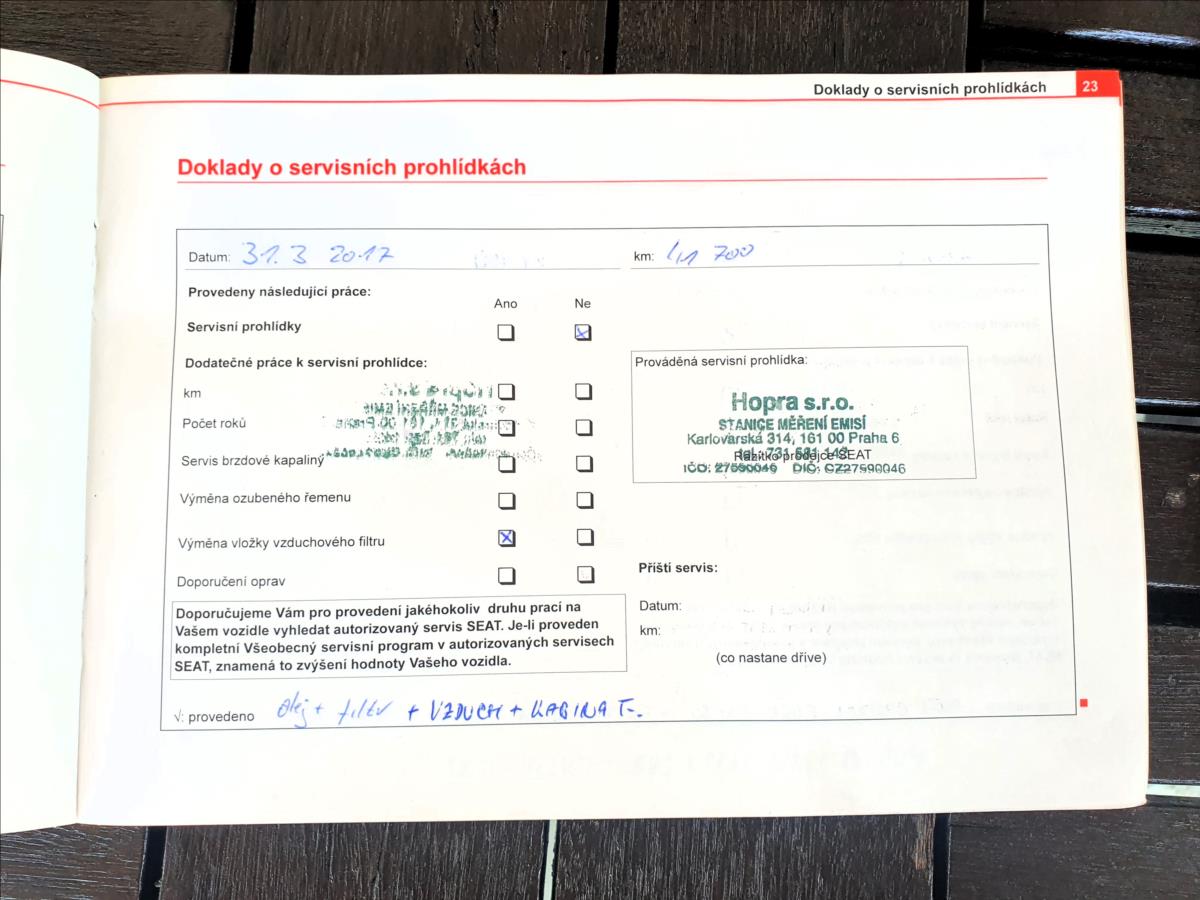 Doklady o servisních prohlídkách 23
Doklady o servisních prohlídkách
Datum: 31.3 2017 km: 700
Provedeny následující práce:
Ano Ne
Servisní prohlídky
Dodatečné práce k servisní prohlídce:
km
Počet roků
Servis brzdové kapaliny
Výměna ozubeného řemenu
Výměna vložky vzduchového filtru
Doporučení oprav
Doporučujeme Vám pro provedení jakéhokoliv druhu prací na
Vašem vozidle vyhledat autorizovaný servis SEAT. Je-li proveden
kompletní Všeobecný servisní program v autorizovaných servisech
SEAT, znamená to zvýšení hodnoty Vašeho vozidla.
√: provedeno olej + filtr + VZDUCH + KABINA
Prováděná servisní prohlídka:
Hopra s.r.o.
STANICE MĚŘENÍ EMISÍ
Karlovarská 314, 161 00 Praha 6
Razítko prodejce SEAT
IČO: 27590046 DIČ: CZ27590046
Příští servis:
Datum:
km:
(co nastane dříve)